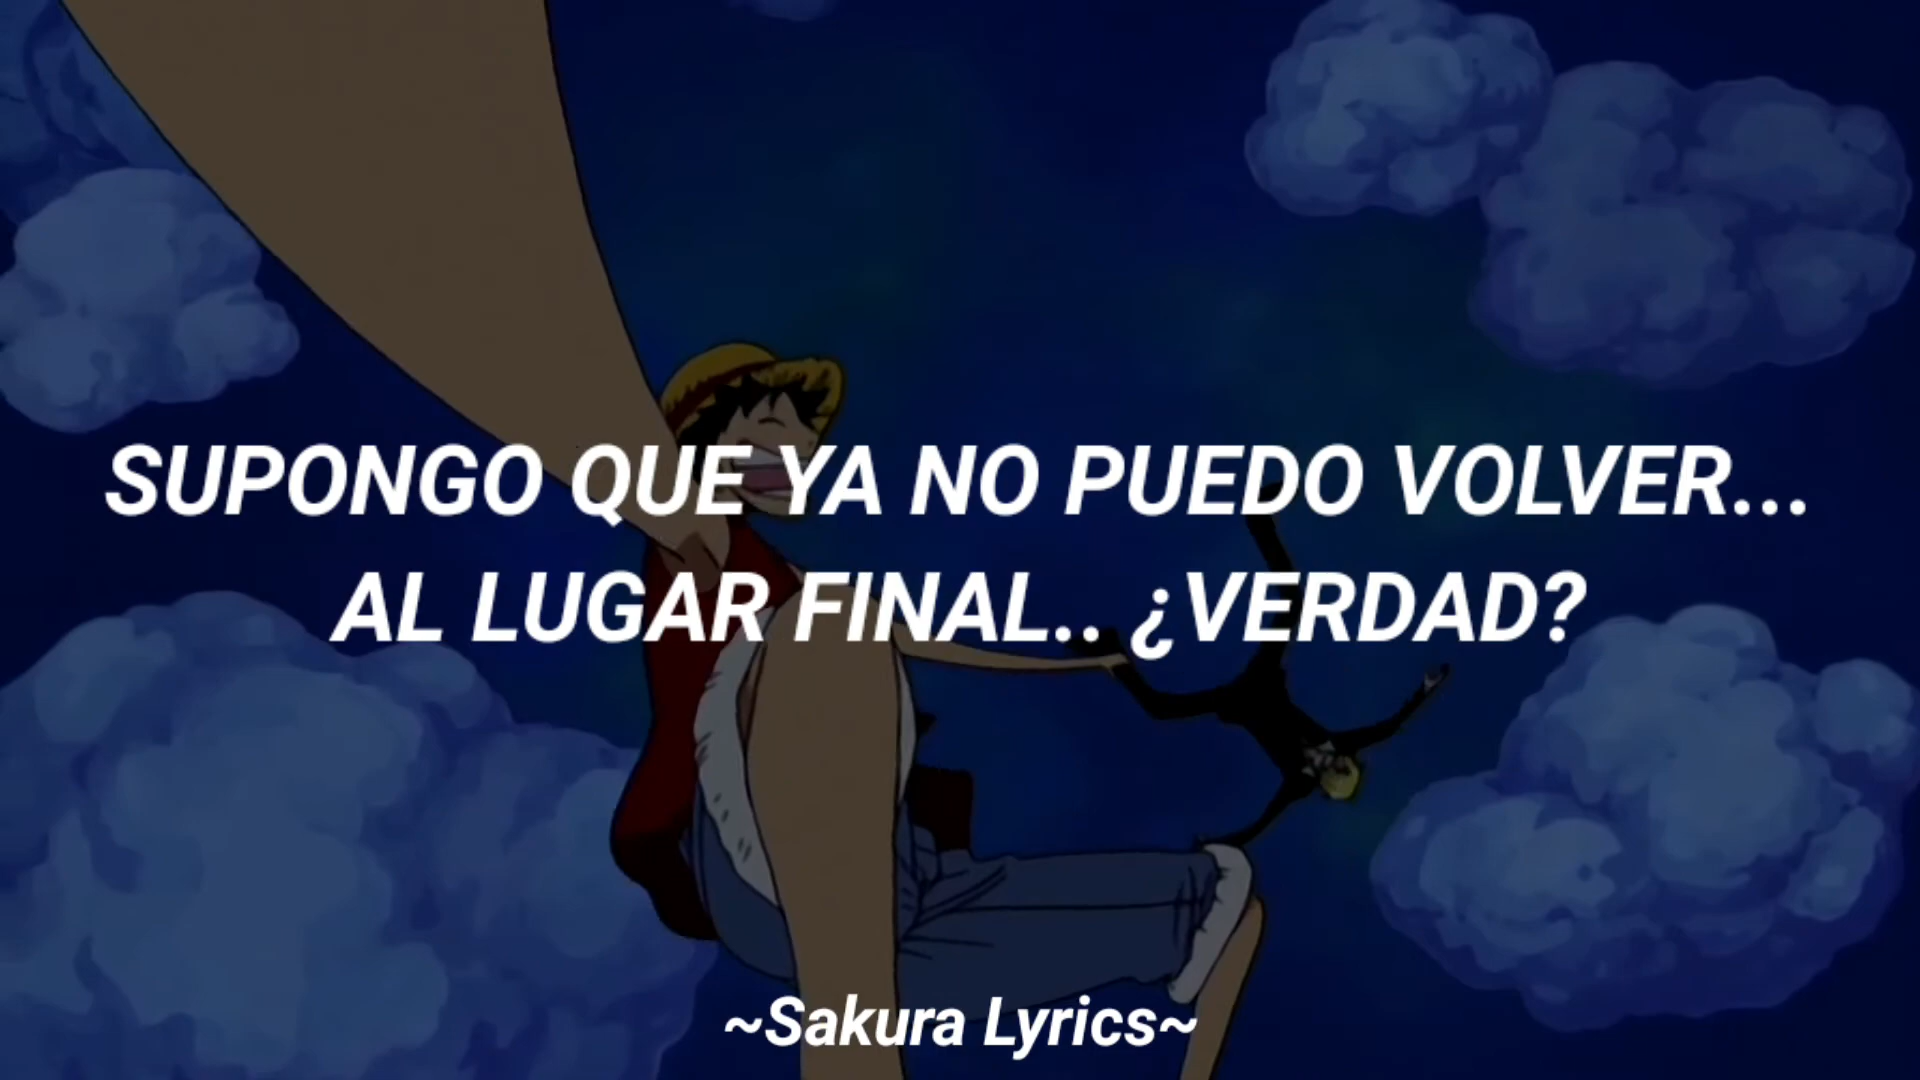 SUPONGO QUE YA NO PUEDO VOLVER...
AL LUGAR FINAL.. ¿VERDAD?
~Sakura Lyrics~